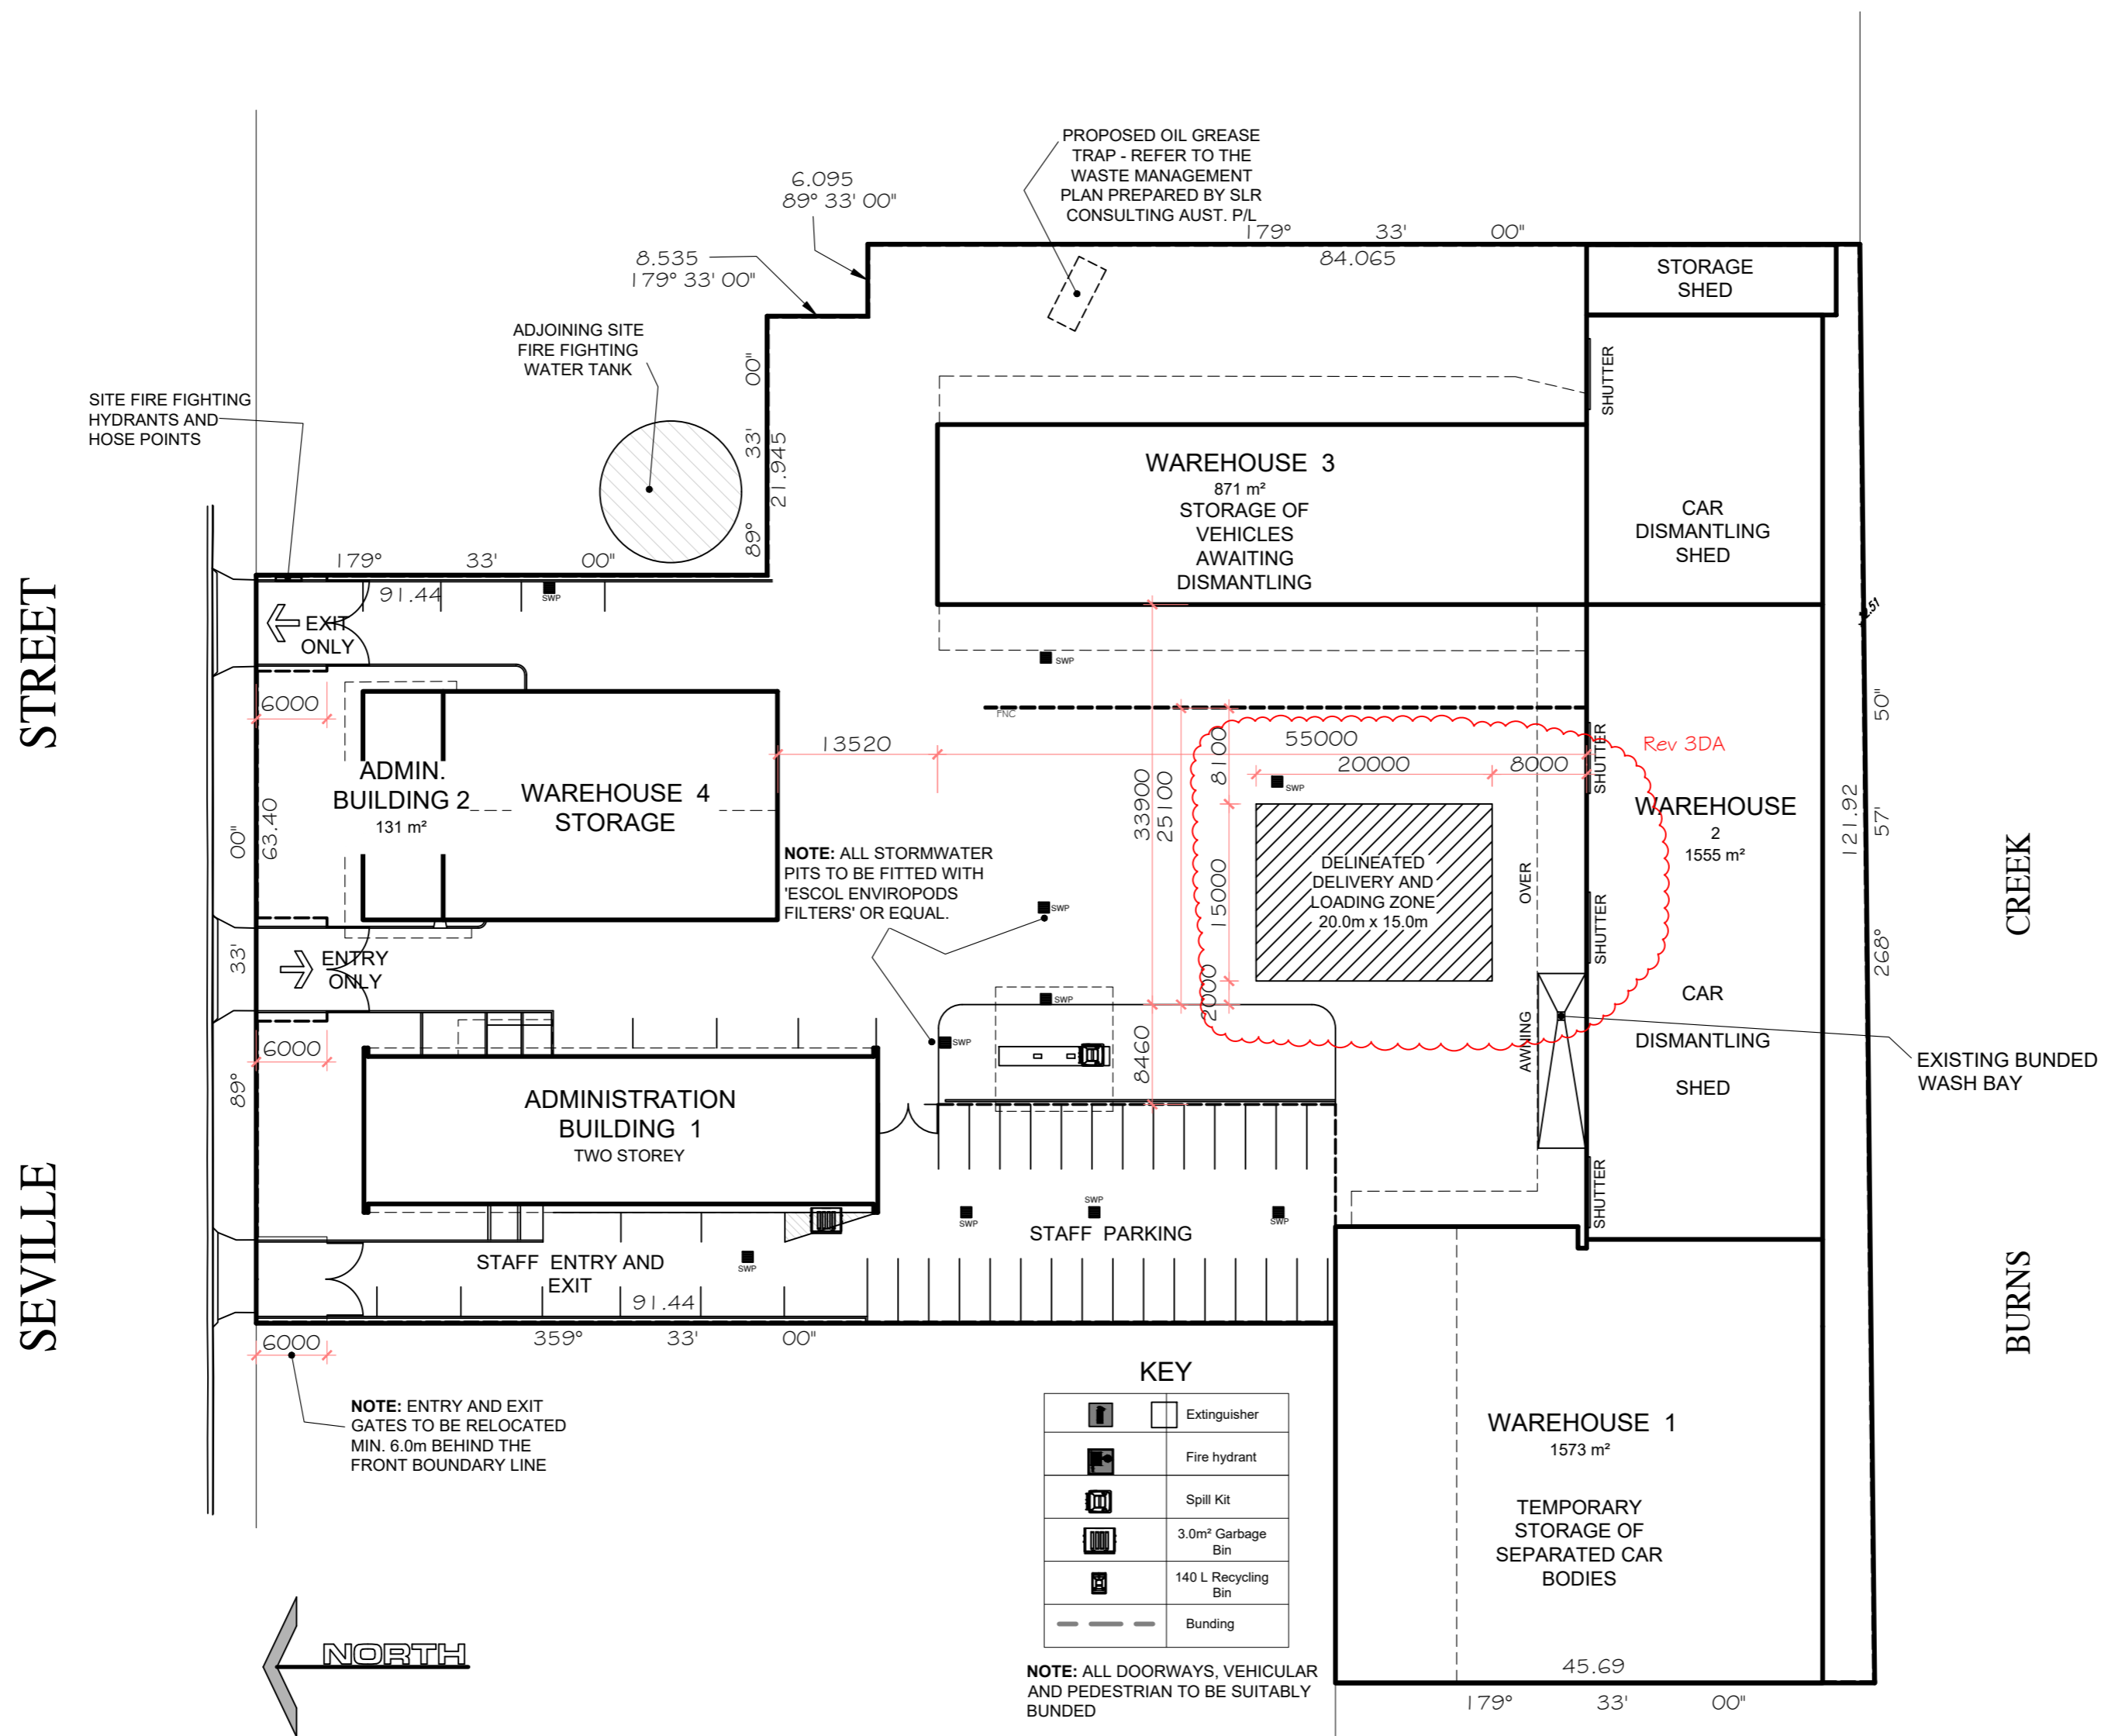 PROPOSED OIL GREASE
TRAP - REFER TO THE
WASTE MANAGEMENT
PLAN PREPARED BY SLR
CONSULTING AUST. P/L
6.095
89° 33' 00"
8.535
179° 33' 00"
179° 33' 00"
84.065
STORAGE
SHED
ADJOINING SITE
FIRE FIGHTING
WATER TANK
SITE FIRE FIGHTING
HYDRANTS AND
HOSE POINTS
89° 33' 00"
21.945
SHUTTER
WAREHOUSE 3
871 m²
STORAGE OF
VEHICLES
AWAITING
DISMANTLING
CAR
DISMANTLING
SHED
179° 33' 00"
91.44
SWP
EXIT
ONLY
STREET
SWP
6000
FNC
13520
55000
Rev 3DA
20000
8000
8100
SHUTTER
SWP
33900
25100
ADMIN.
BUILDING 2
131 m²
WAREHOUSE 4
STORAGE
WAREHOUSE
2
1555 m²
63.40
89° 33' 00"
121.92
268° 57' 50"
NOTE: ALL STORMWATER
PITS TO BE FITTED WITH
'ESCOL ENVIROPODS
FILTERS' OR EQUAL.
SWP
DELINEATED
DELIVERY AND
LOADING ZONE
20.0m x 15.0m
15000
2000
AWNING OVER
SHUTTER
CREEK
ENTRY
ONLY
SWP
SWP
CAR
DISMANTLING
SHED
6000
8460
EXISTING BUNDED
WASH BAY
ADMINISTRATION
BUILDING 1
TWO STOREY
SHUTTER
SEVILLE
SWP
SWP
SWP
STAFF PARKING
STAFF ENTRY AND
EXIT
SWP
91.44
359° 33' 00"
6000
BURNS
NOTE: ENTRY AND EXIT
GATES TO BE RELOCATED
MIN. 6.0m BEHIND THE
FRONT BOUNDARY LINE
KEY
Extinguisher
Fire hydrant
Spill Kit
3.0m² Garbage
Bin
140 L Recycling
Bin
Bunding
NOTE: ALL DOORWAYS, VEHICULAR
AND PEDESTRIAN TO BE SUITABLY
BUNDED
WAREHOUSE 1
1573 m²
TEMPORARY
STORAGE OF
SEPARATED CAR
BODIES
45.69
179° 33' 00"
NORTH